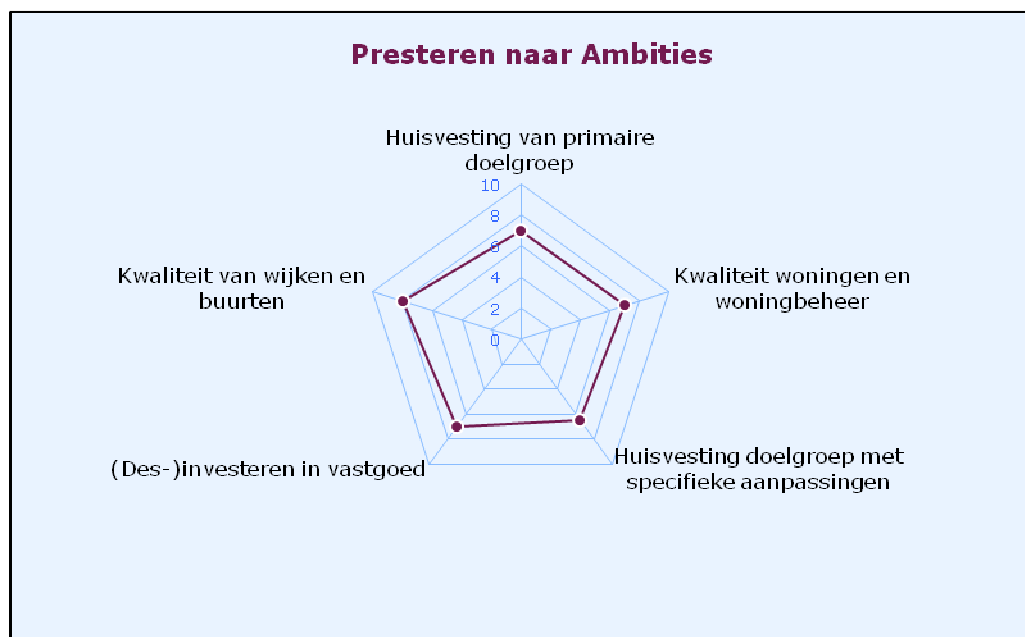 Presteren naar Ambities
Huisvesting van primaire
doelgroep
10
8
6
4
2
0
Kwaliteit van wijken en
buurten
Kwaliteit woningen en
woningbeheer
(Des-)investeren in vastgoed
Huisvesting doelgroep met
specifieke aanpassingen